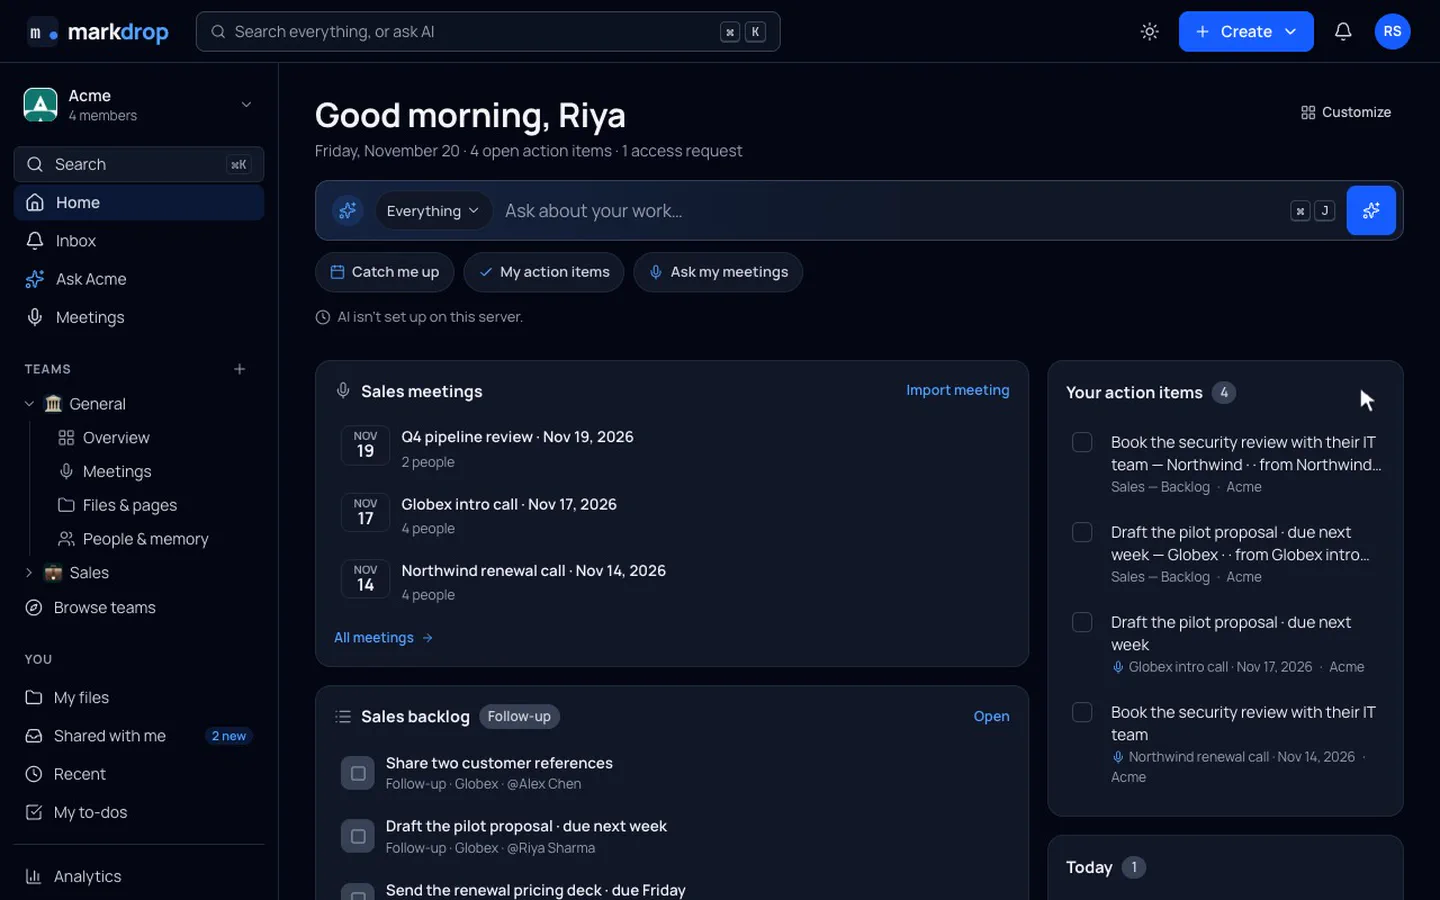 m. markdrop
Search everything, or ask AI
⌘ K
Create
RS
Acme
4 members
Search
⌘K
Home
Inbox
Ask Acme
Meetings
TEAMS
General
Overview
Meetings
Files & pages
People & memory
Sales
Browse teams
YOU
My files
Shared with me
2 new
Recent
My to-dos
Analytics
Good morning, Riya
Customize
Friday, November 20 · 4 open action items · 1 access request
Everything
Ask about your work…
⌘ J
Catch me up
My action items
Ask my meetings
AI isn't set up on this server.
Sales meetings
Import meeting
NOV
19
Q4 pipeline review · Nov 19, 2026
2 people
NOV
17
Globex intro call · Nov 17, 2026
4 people
NOV
14
Northwind renewal call · Nov 14, 2026
4 people
All meetings →
Sales backlog
Follow-up
Open
Share two customer references
Follow-up · Globex · @Alex Chen
Draft the pilot proposal · due next week
Follow-up · Globex · @Riya Sharma
Send the renewal pricing deck · due Friday
Your action items
4
Book the security review with their IT
team — Northwind · · from Northwind…
Sales — Backlog · Acme
Draft the pilot proposal · due next
week — Globex · · from Globex intro…
Sales — Backlog · Acme
Draft the pilot proposal · due next
week
Globex intro call · Nov 17, 2026 · Acme
Book the security review with their IT
team
Northwind renewal call · Nov 14, 2026 ·
Acme
Today
1